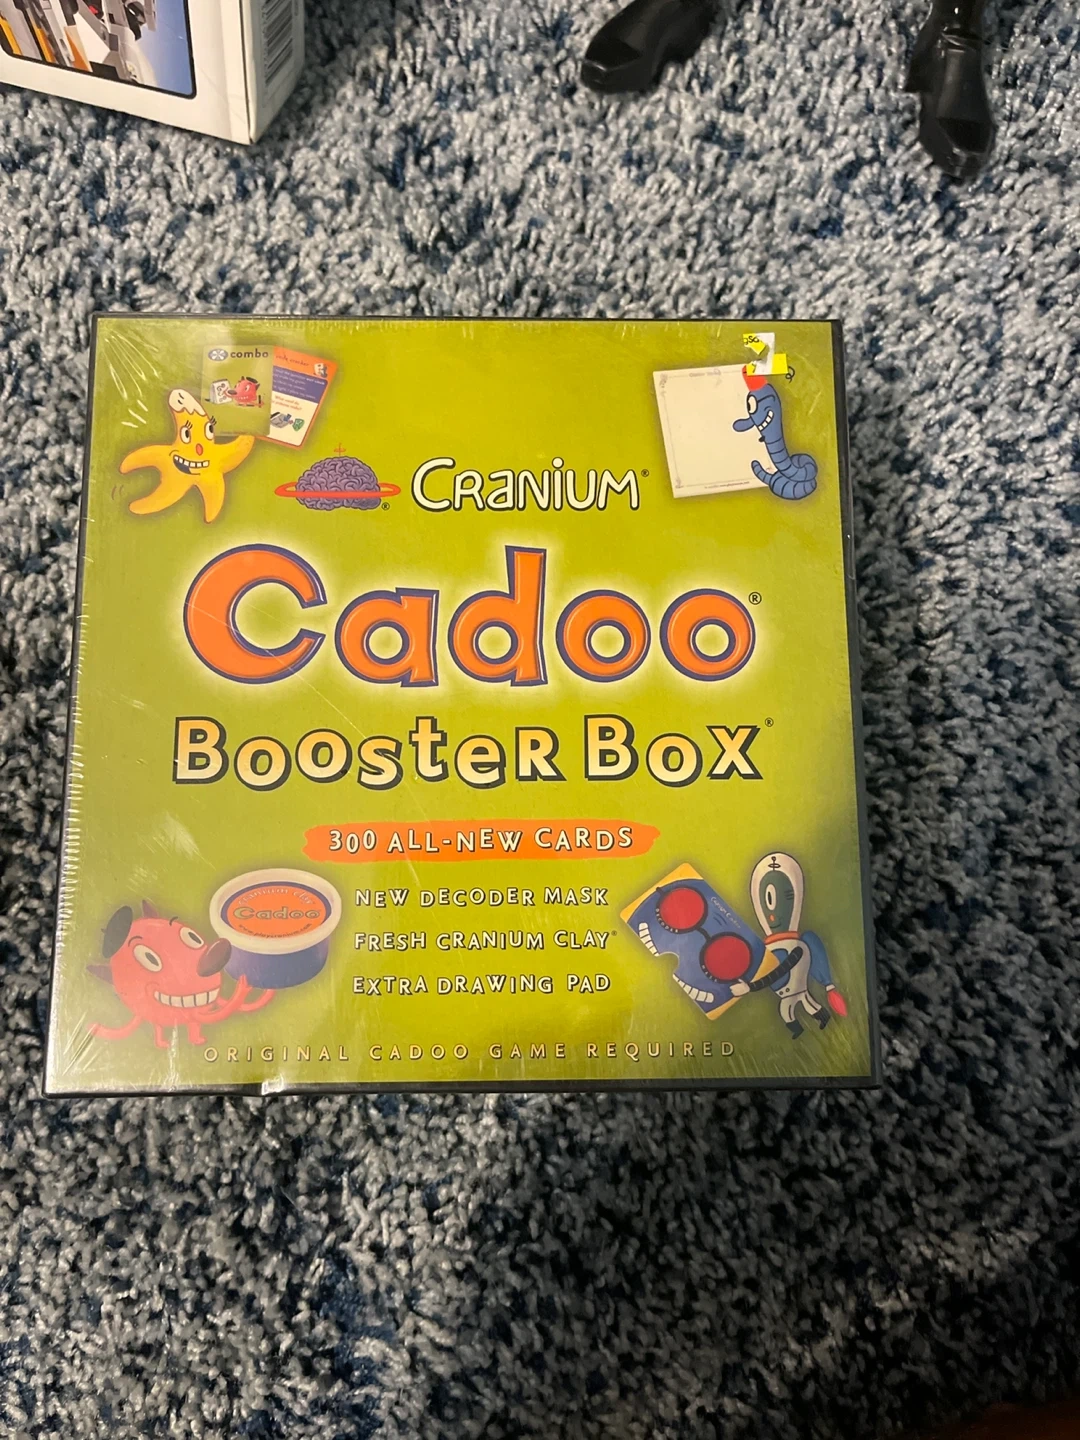 combo
CRANIUM®
Cadoo®
BOOSTER BOX®
300 ALL-NEW CARDS
NEW DECODER MASK
FRESH CRANIUM CLAY®
EXTRA DRAWING PAD
Cadoo
ORIGINAL CADOO GAME REQUIRED